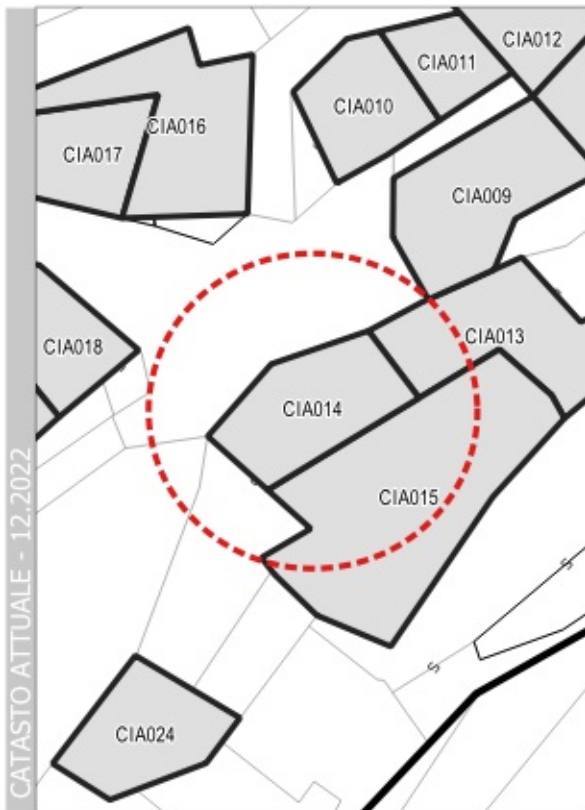 CIA012
CIA011
CIA010
CIA016
CIA017
CIA009
CIA013
CIA018
CIA014
CIA015
S
S
CIA024
CATASTO ATTUALE - 12.2022